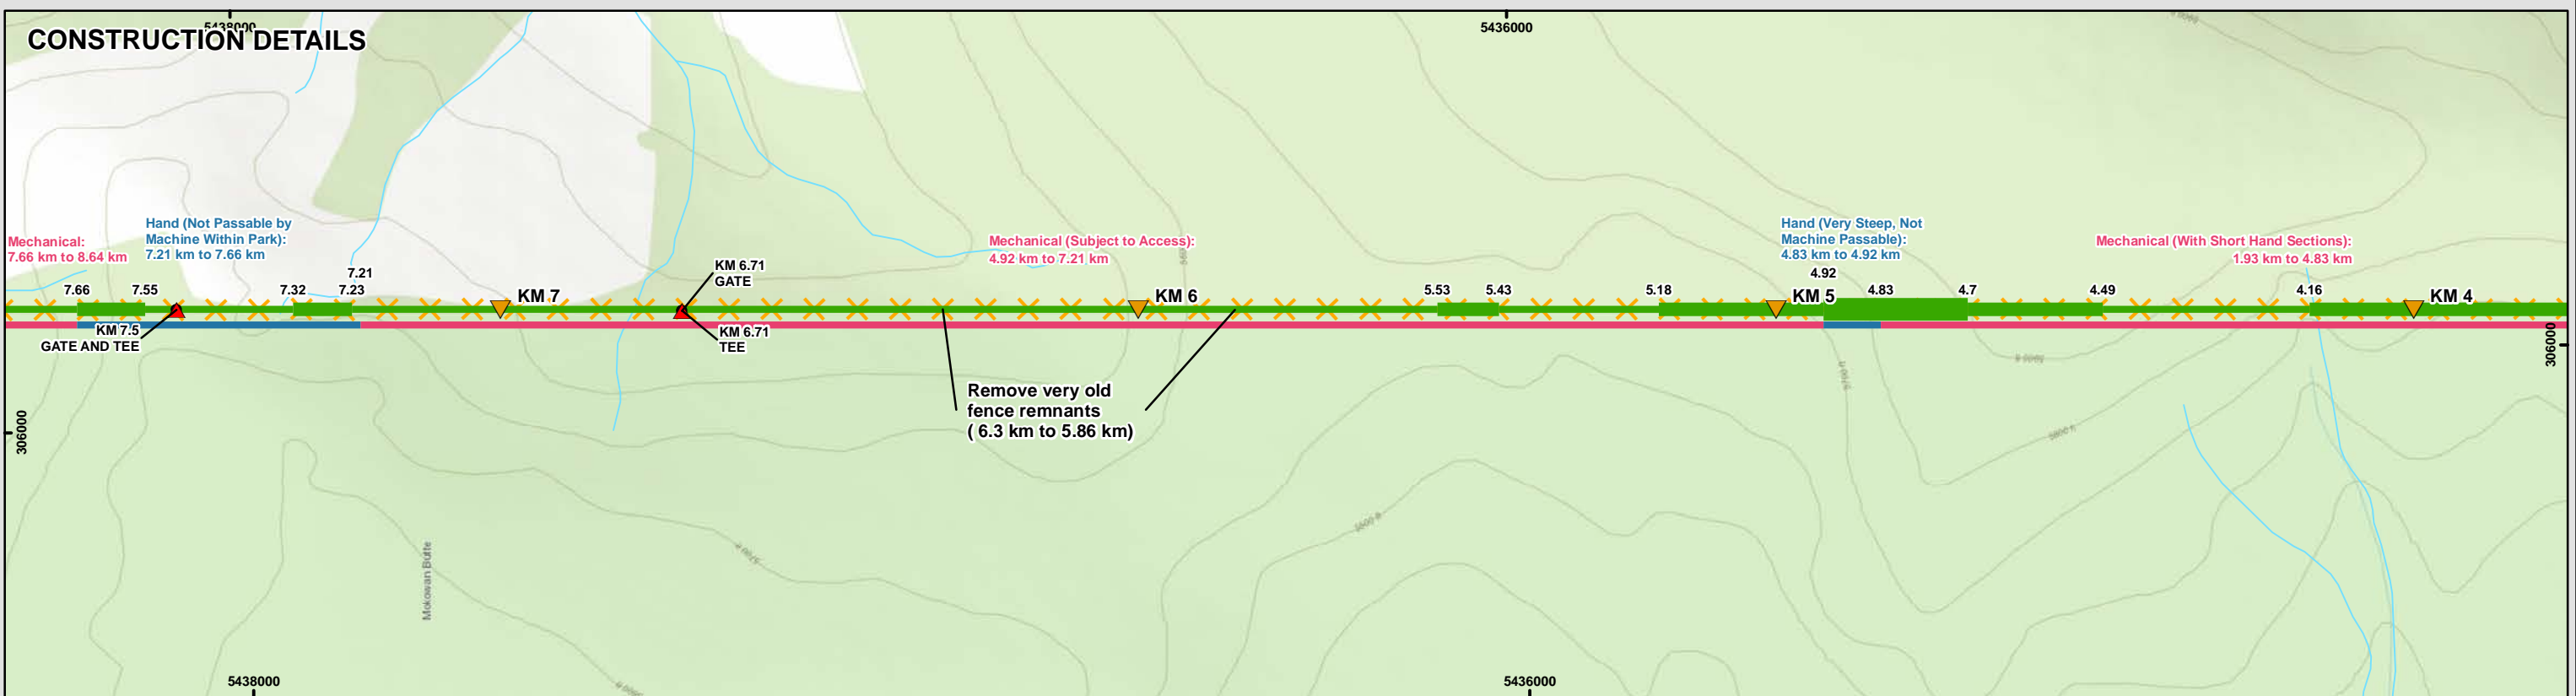 5438000
5436000
CONSTRUCTION DETAILS
Mechanical:
7.66 km to 8.64 km
Hand (Not Passable by
Machine Within Park):
7.21 km to 7.66 km
7.21
7.66
7.55
7.32
7.23
KM 7.5
GATE AND TEE
KM 7
KM 6.71
GATE
KM 6.71
TEE
Mechanical (Subject to Access):
4.92 km to 7.21 km
KM 6
Remove very old
fence remnants
( 6.3 km to 5.86 km)
5.53
5.43
5.18
Hand (Very Steep, Not
Machine Passable):
4.83 km to 4.92 km
4.92
KM 5
4.83
4.7
4.49
Mechanical (With Short Hand Sections):
1.93 km to 4.83 km
4.16
KM 4
306000
306000
Mokowan Butte
5438000
5436000